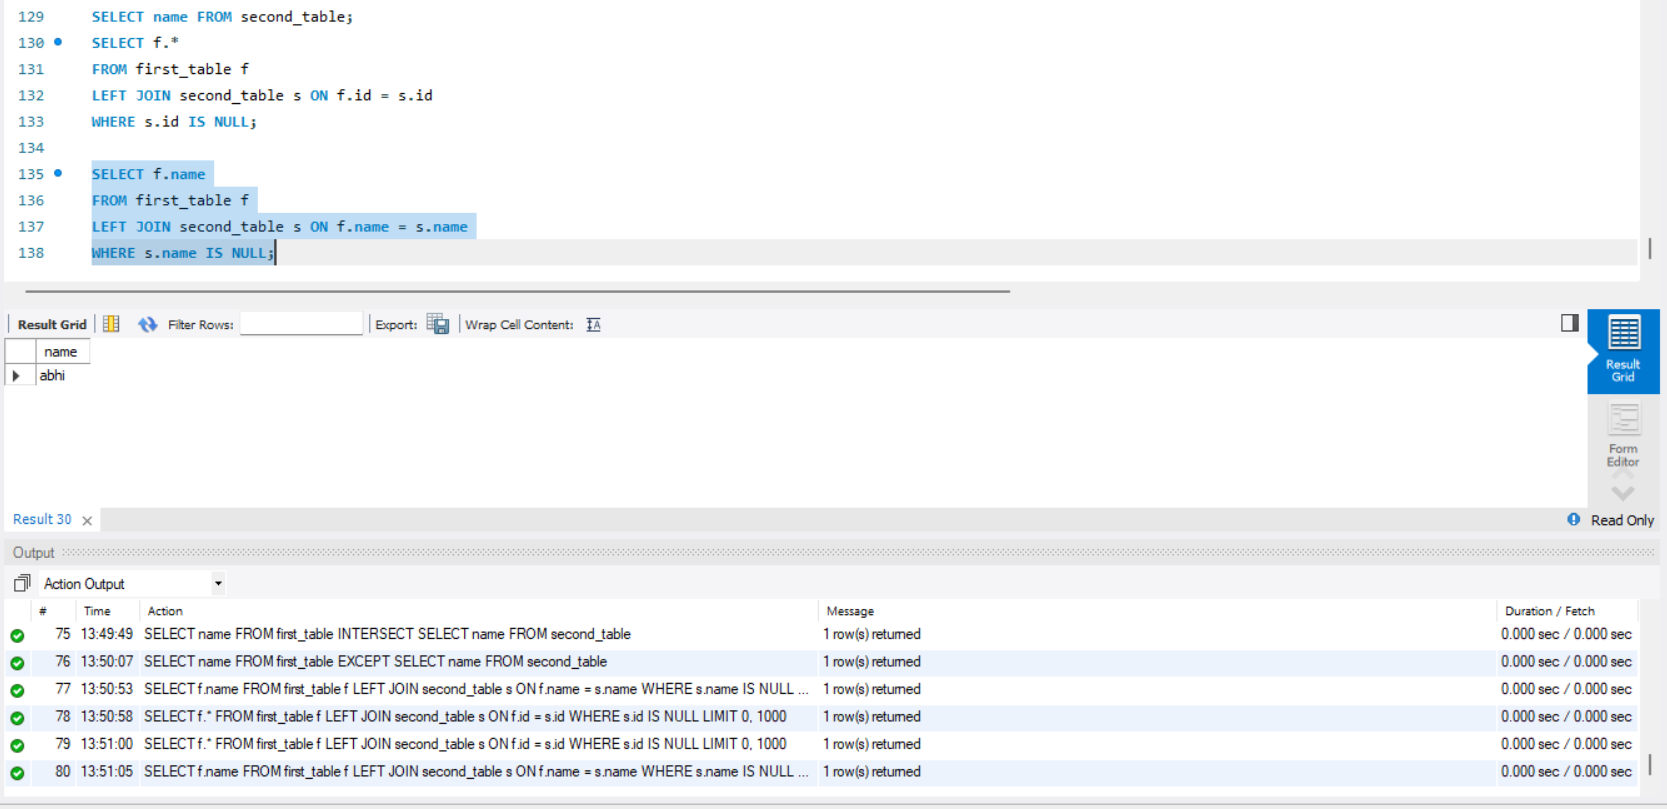 129 SELECT name FROM second_table;
130 SELECT f.*
131 FROM first_table f
132 LEFT JOIN second_table s ON f.id = s.id
133 WHERE s.id IS NULL;
134
135 SELECT f.name
136 FROM first_table f
137 LEFT JOIN second_table s ON f.name = s.name
138 WHERE s.name IS NULL;
Result Grid Filter Rows: Export: Wrap Cell Content: IA
name
abhi
Result
Grid
Form
Editor
Result 30 Read Only
Output
Action Output
# Time Action Message Duration / Fetch
75 13:49:49 SELECT name FROM first_table INTERSECT SELECT name FROM second_table 1 row(s) returned 0.000 sec / 0.000 sec
76 13:50:07 SELECT name FROM first_table EXCEPT SELECT name FROM second_table 1 row(s) returned 0.000 sec / 0.000 sec
77 13:50:53 SELECT f.name FROM first_table f LEFT JOIN second_table s ON f.name = s.name WHERE s.name IS NULL ... 1 row(s) returned 0.000 sec / 0.000 sec
78 13:50:58 SELECT f.* FROM first_table f LEFT JOIN second_table s ON f.id = s.id WHERE s.id IS NULL LIMIT 0, 1000 1 row(s) returned 0.000 sec / 0.000 sec
79 13:51:00 SELECT f.* FROM first_table f LEFT JOIN second_table s ON f.id = s.id WHERE s.id IS NULL LIMIT 0, 1000 1 row(s) returned 0.000 sec / 0.000 sec
80 13:51:05 SELECT f.name FROM first_table f LEFT JOIN second_table s ON f.name = s.name WHERE s.name IS NULL ... 1 row(s) returned 0.000 sec / 0.000 sec